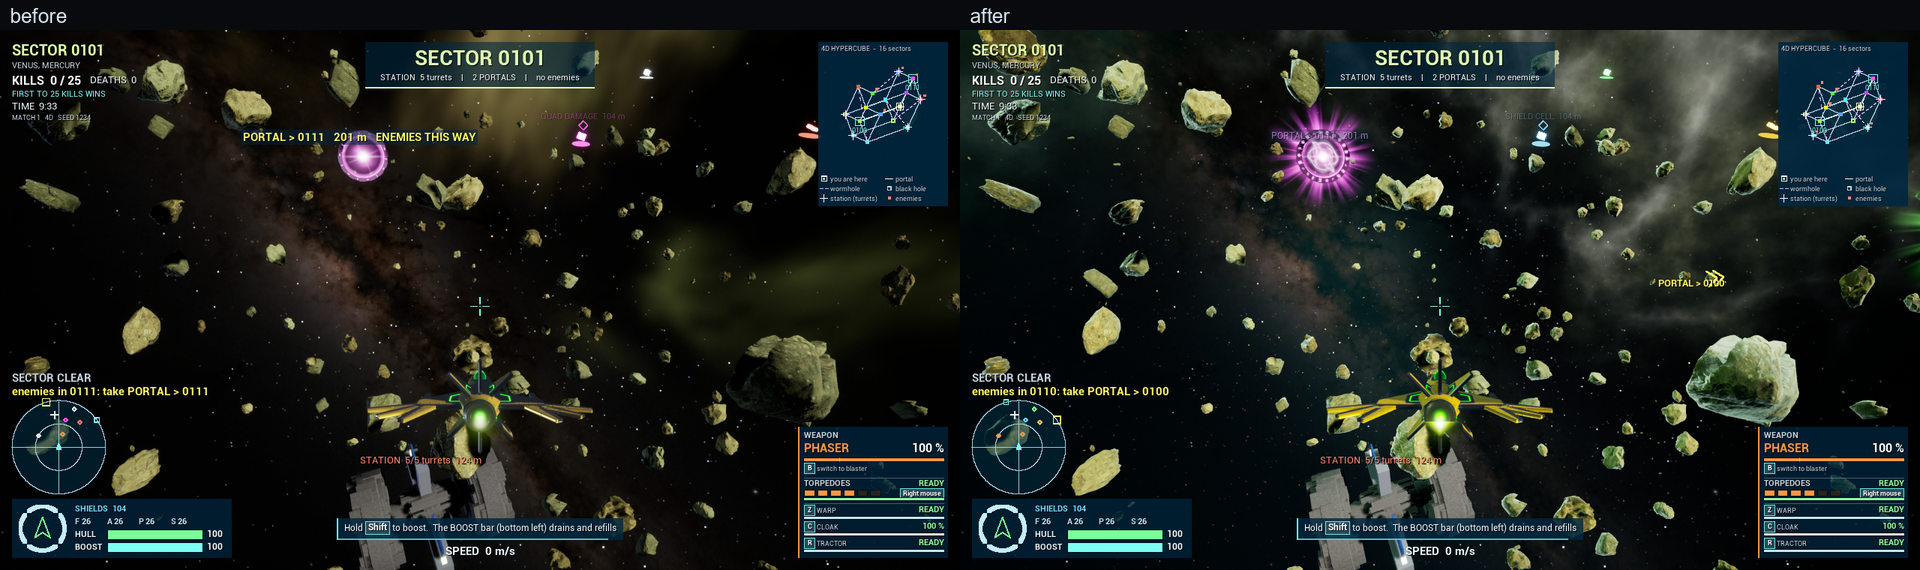 before
SECTOR 0101
VENUS, MERCURY
KILLS 0 / 25 DEATHS 0
FIRST TO 25 KILLS WINS
TIME 9:33
MATCH 1 4D SEED 1234
SECTOR 0101
STATION 5 turrets | 2 PORTALS | no enemies
4D HYPERCUBE - 16 sectors
0111
0100
you are here
portal
wormhole
black hole
station (turrets)
enemies
QUAD DAMAGE 104 m
PORTAL > 0111 201 m ENEMIES THIS WAY
SECTOR CLEAR
enemies in 0111: take PORTAL > 0111
STATION 5/5 turrets 124 m
SHIELDS 104
F 26 A 26 P 26 S 26
HULL 100
BOOST 100
Hold Shift to boost. The BOOST bar (bottom left) drains and refills
SPEED 0 m/s
WEAPON
PHASER 100 %
B switch to blaster
TORPEDOES READY
Right mouse
Z WARP READY
C CLOAK 100 %
R TRACTOR READY
after
SECTOR 0101
VENUS, MERCURY
KILLS 0 / 25 DEATHS 0
FIRST TO 25 KILLS WINS
TIME 9:33
MATCH 1 4D SEED 1234
SECTOR 0101
STATION 5 turrets | 2 PORTALS | no enemies
4D HYPERCUBE - 16 sectors
0111
0100
you are here
portal
wormhole
black hole
station (turrets)
enemies
SHIELD CELL 104 m
PORTAL > 0111 201 m
PORTAL > 0100
SECTOR CLEAR
enemies in 0110: take PORTAL > 0100
STATION 5/5 turrets 124 m
SHIELDS 104
F 26 A 26 P 26 S 26
HULL 100
BOOST 100
Hold Shift to boost. The BOOST bar (bottom left) drains and refills
SPEED 0 m/s
WEAPON
PHASER 100 %
B switch to blaster
TORPEDOES READY
Right mouse
Z WARP READY
C CLOAK 100 %
R TRACTOR READY